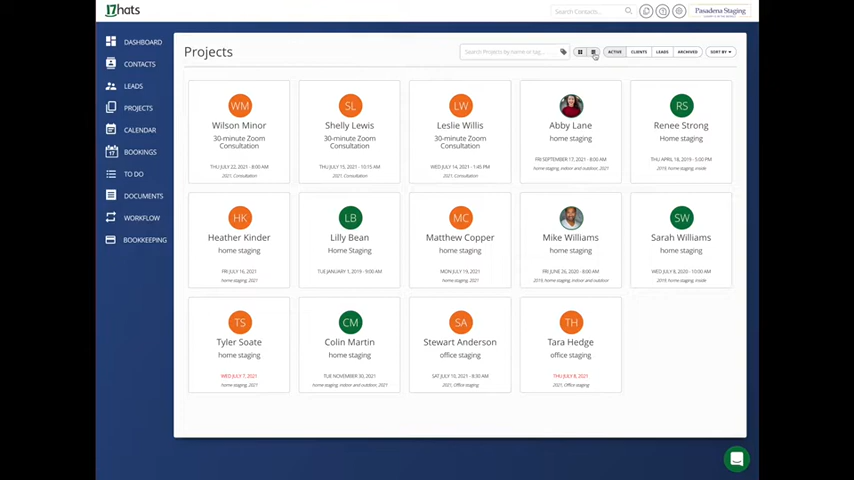 17hats
Search Contacts...
Pasadena Staging
DASHBOARD
CONTACTS
LEADS
PROJECTS
CALENDAR
17 BOOKINGS
TO DO
DOCUMENTS
WORKFLOW
BOOKKEEPING
Projects
Search Projects by name or tag...
ACTIVE CLIENTS LEADS ARCHIVED SORT BY
WM
Wilson Minor
30-minute Zoom
Consultation
THU JULY 22, 2021 - 8:00 AM
2021, Consultation
SL
Shelly Lewis
30-minute Zoom
Consultation
THU JULY 15, 2021 - 10:15 AM
2021, Consultation
LW
Leslie Willis
30-minute Zoom
Consultation
WED JULY 14, 2021 - 1:45 PM
2021, Consultation
Abby Lane
home staging
FRI SEPTEMBER 17, 2021 - 8:00 AM
home staging, indoor and outdoor, 2021
RS
Renee Strong
home staging
THU APRIL 18, 2019 - 5:00 PM
2019, home staging, inside
HK
Heather Kinder
home staging
FRI JULY 16, 2021
home staging, 2021
LB
Lilly Bean
Home Staging
TUE JANUARY 1, 2019 - 9:00 AM
MC
Matthew Copper
home staging
MON JULY 19, 2021
home staging, 2021
Mike Williams
home staging
FRI JUNE 26, 2020 - 8:00 AM
2019, home staging, indoor and outdoor
SW
Sarah Williams
home staging
WED JULY 8, 2020 - 10:00 AM
2019, home staging, inside
TS
Tyler Soate
home staging
WED JULY 7, 2021
home staging, 2021
CM
Colin Martin
home staging
TUE NOVEMBER 30, 2021
home staging, indoor and outdoor, 2021
SA
Stewart Anderson
office staging
SAT JULY 10, 2021 - 8:30 AM
2021, Office staging
TH
Tara Hedge
office staging
THU JULY 8, 2021
2021, Office staging